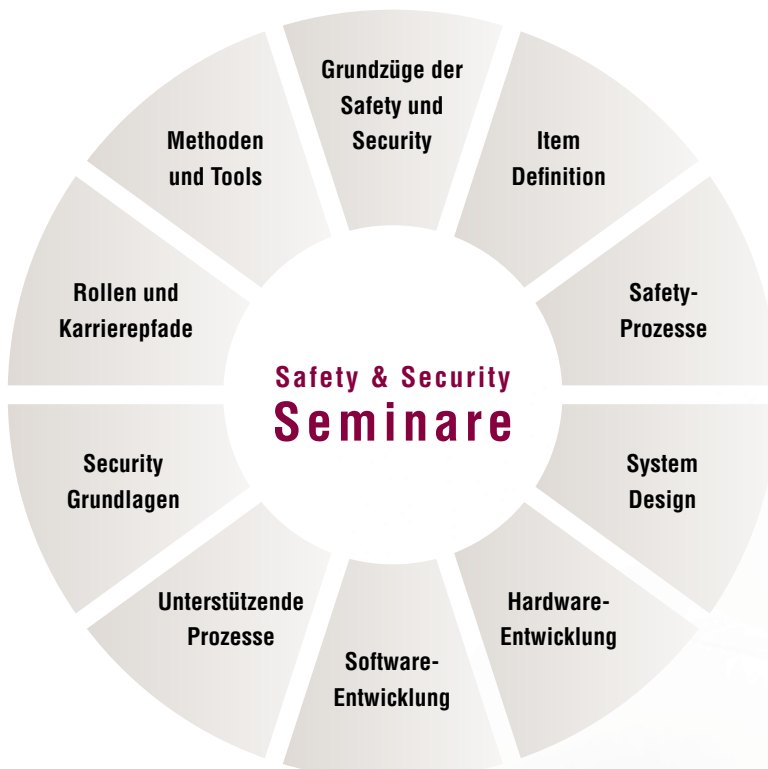 Grundzüge der
Safety und
Security
Item
Definition
Safety-
Prozesse
System
Design
Hardware-
Entwicklung
Software-
Entwicklung
Unterstützende
Prozesse
Security
Grundlagen
Rollen und
Karrierepfade
Methoden
und Tools
Safety & Security
Seminare